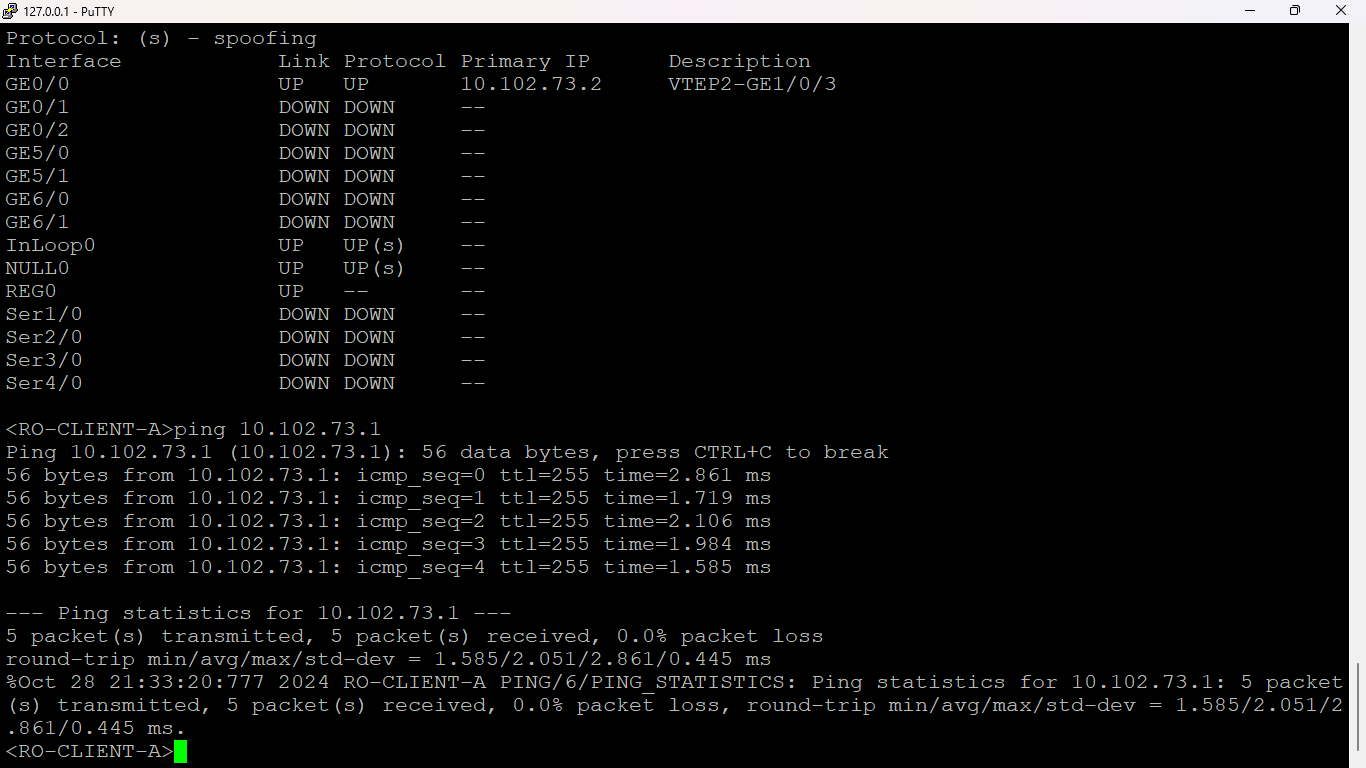 127.0.0.1 - PuTTY
Protocol: (s) - spoofing
Interface            Link Protocol Primary IP      Description
GE0/0                UP   UP       10.102.73.2     VTEP2-GE1/0/3
GE0/1                DOWN DOWN     --
GE0/2                DOWN DOWN     --
GE5/0                DOWN DOWN     --
GE5/1                DOWN DOWN     --
GE6/0                DOWN DOWN     --
GE6/1                DOWN DOWN     --
InLoop0              UP   UP(s)    --
NULL0                UP   UP(s)    --
REG0                 UP   --       --
Ser1/0               DOWN DOWN     --
Ser2/0               DOWN DOWN     --
Ser3/0               DOWN DOWN     --
Ser4/0               DOWN DOWN     --
<RO-CLIENT-A>ping 10.102.73.1
Ping 10.102.73.1 (10.102.73.1): 56 data bytes, press CTRL+C to break
56 bytes from 10.102.73.1: icmp_seq=0 ttl=255 time=2.861 ms
56 bytes from 10.102.73.1: icmp_seq=1 ttl=255 time=1.719 ms
56 bytes from 10.102.73.1: icmp_seq=2 ttl=255 time=2.106 ms
56 bytes from 10.102.73.1: icmp_seq=3 ttl=255 time=1.984 ms
56 bytes from 10.102.73.1: icmp_seq=4 ttl=255 time=1.585 ms
--- Ping statistics for 10.102.73.1 ---
5 packet(s) transmitted, 5 packet(s) received, 0.0% packet loss
round-trip min/avg/max/std-dev = 1.585/2.051/2.861/0.445 ms
%Oct 28 21:33:20:777 2024 RO-CLIENT-A PING/6/PING_STATISTICS: Ping statistics for 10.102.73.1: 5 packet
(s) transmitted, 5 packet(s) received, 0.0% packet loss, round-trip min/avg/max/std-dev = 1.585/2.051/2
.861/0.445 ms.
<RO-CLIENT-A>